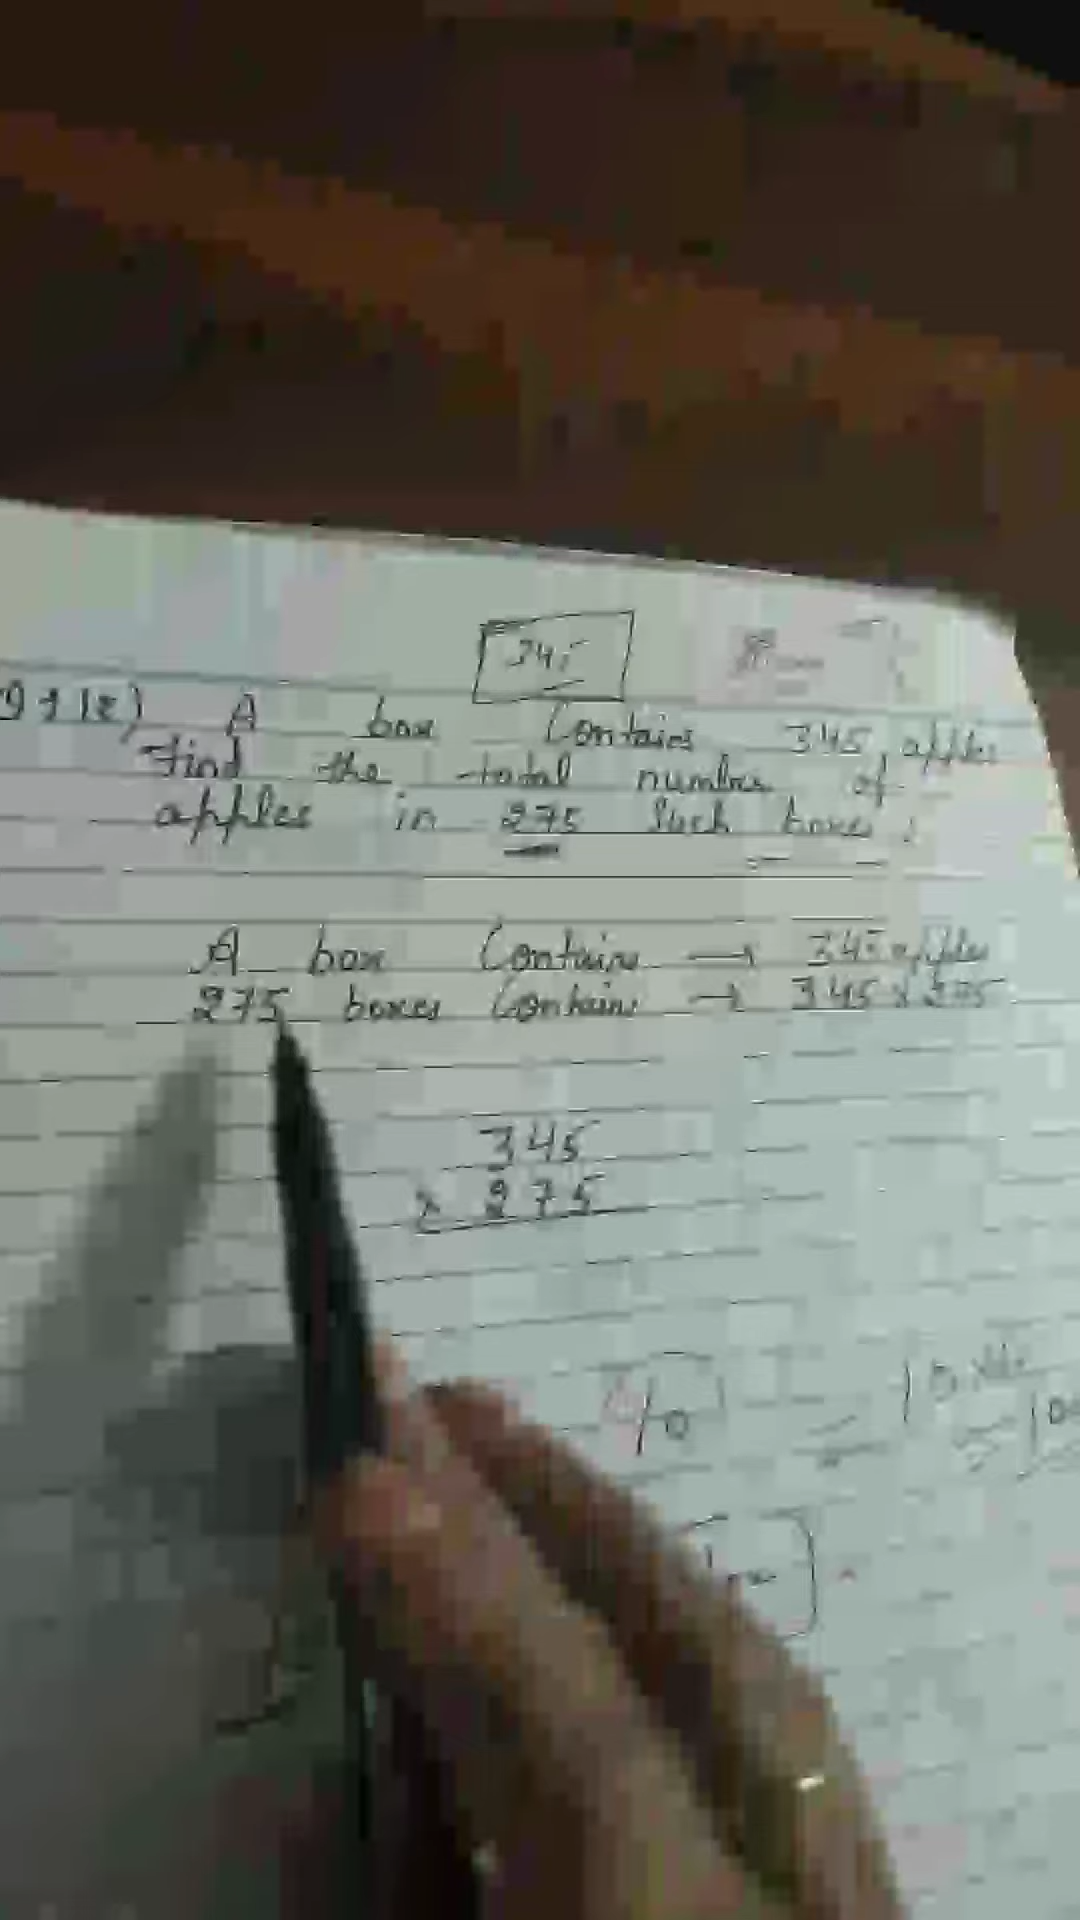 345
A box Contains 345 apples
Find the total number of
apples in 275 Such boxes.
A box Contains → 345 apples
275 boxes Contains → 345 x 275
345
x 275